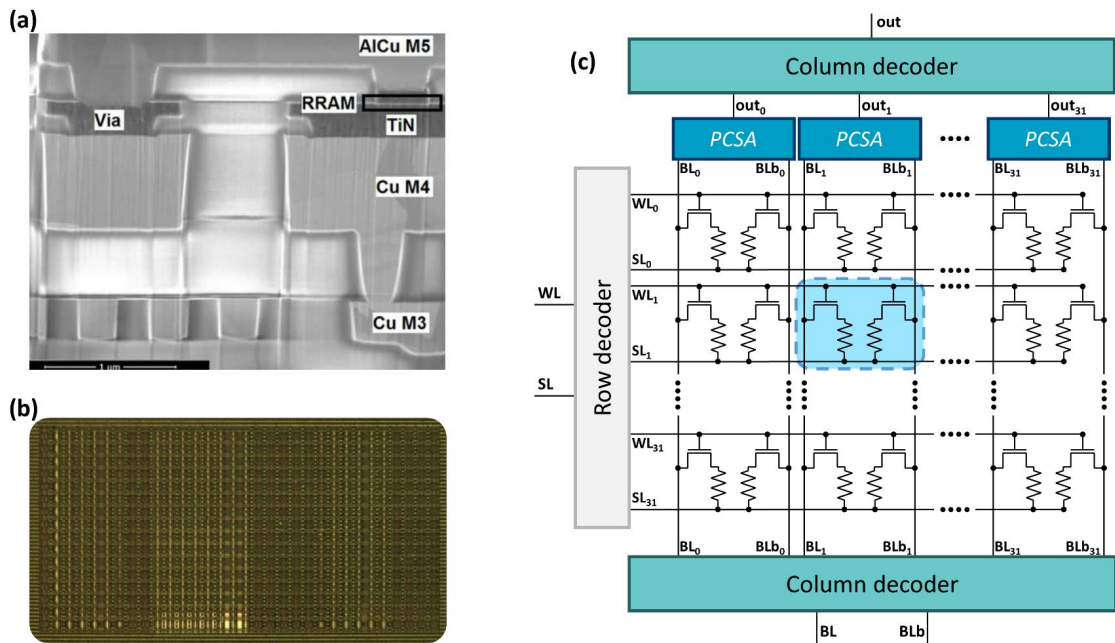 (a)
AlCu M5
RRAM
Via
TiN
Cu M4
Cu M3
1 µm
(b)
(c)
out
Column decoder
out0 out1 out31
PCSA PCSA PCSA
BL0 BLb0 BL1 BLb1 BL31 BLb31
Row decoder
WL
SL
WL0
SL0
WL1
SL1
WL31
SL31
BL0 BLb0 BL1 BLb1 BL31 BLb31
Column decoder
BL BLb